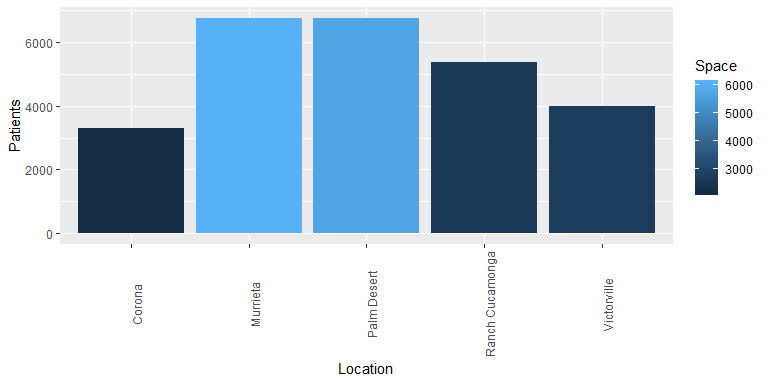 Patients
6000
4000
2000
0
Corona
Murrieta
Palm Desert
Ranch Cucamonga
Victorville
Location
Space
6000
5000
4000
3000